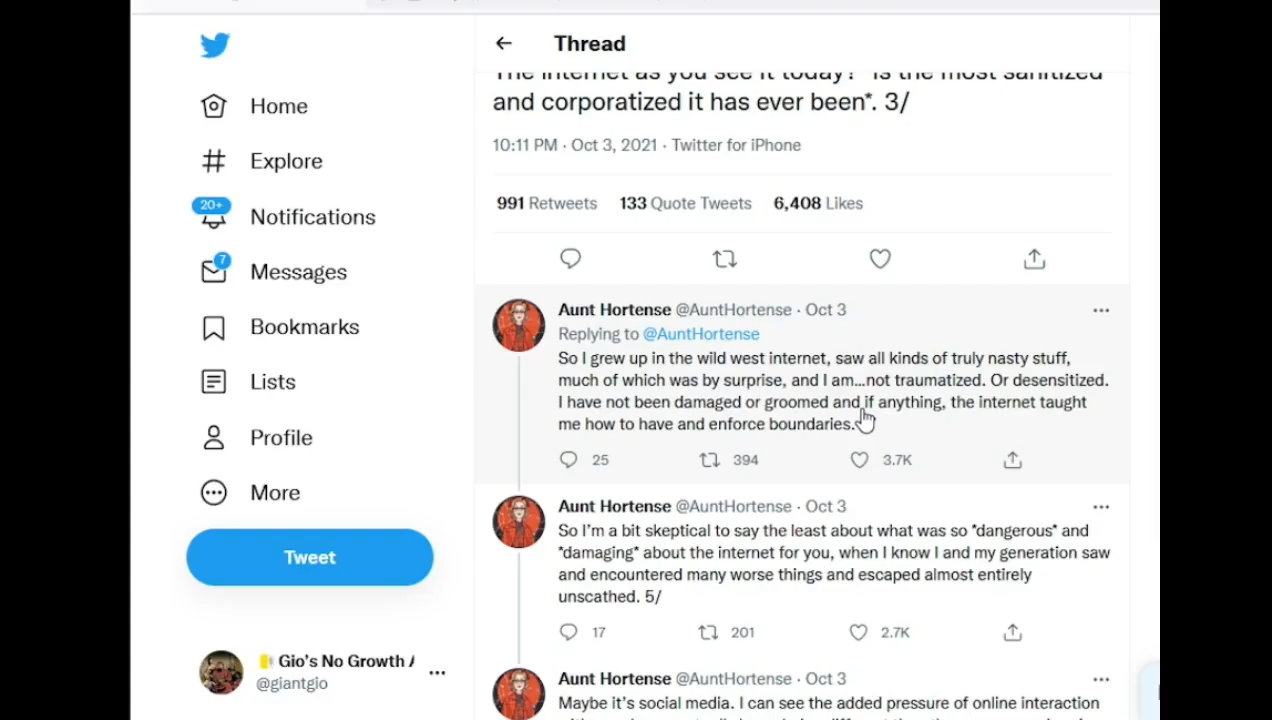 Thread
The internet as you see it today? *is the most sanitized
and corporatized it has ever been*. 3/
10:11 PM · Oct 3, 2021 · Twitter for iPhone
991 Retweets 133 Quote Tweets 6,408 Likes
Home
Explore
20+
Notifications
7
Messages
Bookmarks
Lists
Profile
More
Tweet
Gio's No Growth
@giantgio
Aunt Hortense @AuntHortense · Oct 3
Replying to @AuntHortense
So I grew up in the wild west internet, saw all kinds of truly nasty stuff,
much of which was by surprise, and I am...not traumatized. Or desensitized.
I have not been damaged or groomed and if anything, the internet taught
me how to have and enforce boundaries.
25 394 3.7K
Aunt Hortense @AuntHortense · Oct 3
So I'm a bit skeptical to say the least about what was so *dangerous* and
*damaging* about the internet for you, when I know I and my generation saw
and encountered many worse things and escaped almost entirely
unscathed. 5/
17 201 2.7K
Aunt Hortense @AuntHortense · Oct 3
Maybe it's social media. I can see the added pressure of online interaction